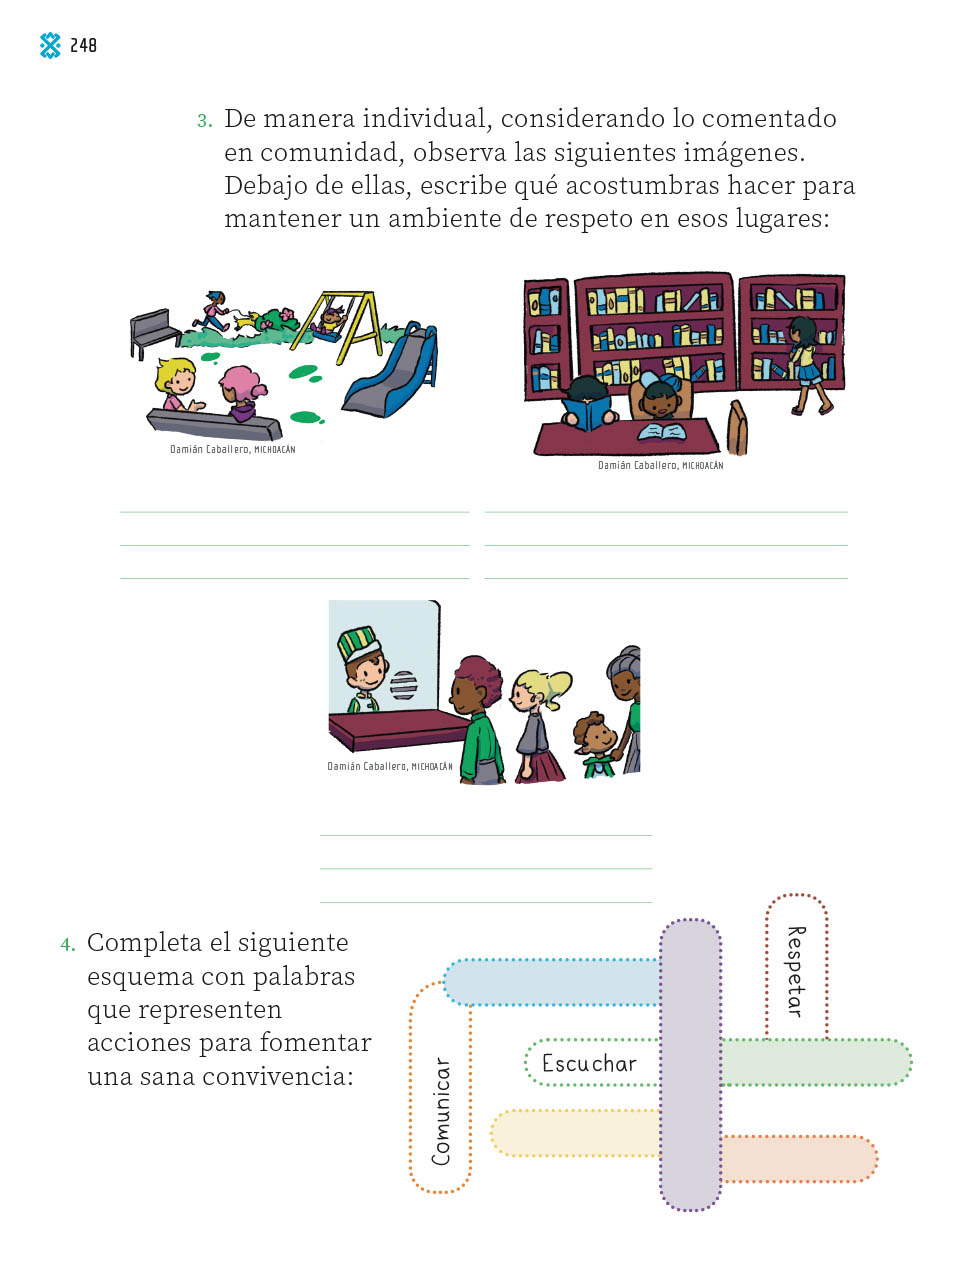 248
3. De manera individual, considerando lo comentado
en comunidad, observa las siguientes imágenes.
Debajo de ellas, escribe qué acostumbras hacer para
mantener un ambiente de respeto en esos lugares:
Damián Caballero, MICHOACÁN
Damián Caballero, MICHOACÁN
Damián Caballero, MICHOACÁN
4. Completa el siguiente
esquema con palabras
que representen
acciones para fomentar
una sana convivencia:
Respetar
Escuchar
Comunicar